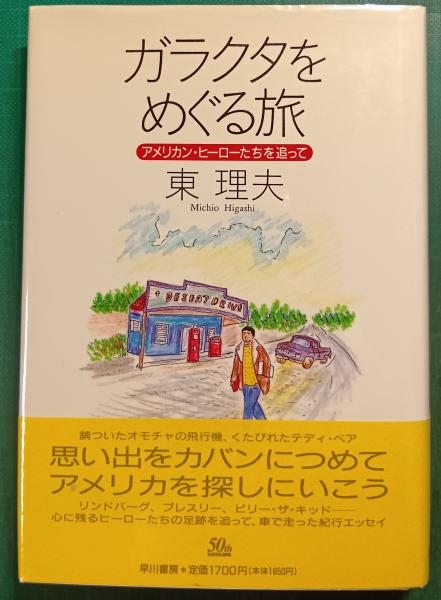 ガラクタを
めぐる旅
アメリカン・ヒーローたちを追って
東 理夫
Michio Higashi
DESERT DRIVE
錆ついたオモチャの飛行機、くたびれたテディ・ベア
思い出をカバンにつめて
アメリカを探しにいこう
リンドバーグ、プレスリー、ビリー・ザ・キッド──
心に残るヒーローたちの足跡を追って、車で走った紀行エッセイ
50th
HAYAKAWA
早川書房*定価1700円(本体1650円)